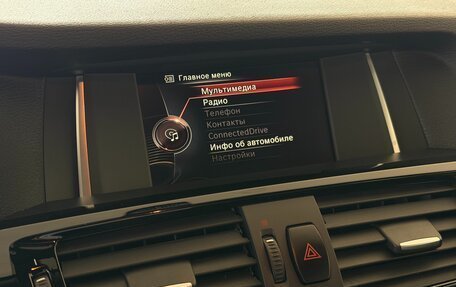 Главное меню
Мультимедиа
Радио
Телефон
Контакты
ConnectedDrive
Инфо об автомобиле
Настройки